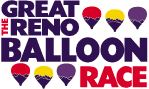 GREAT
THE RENO
BALLOON
RACE